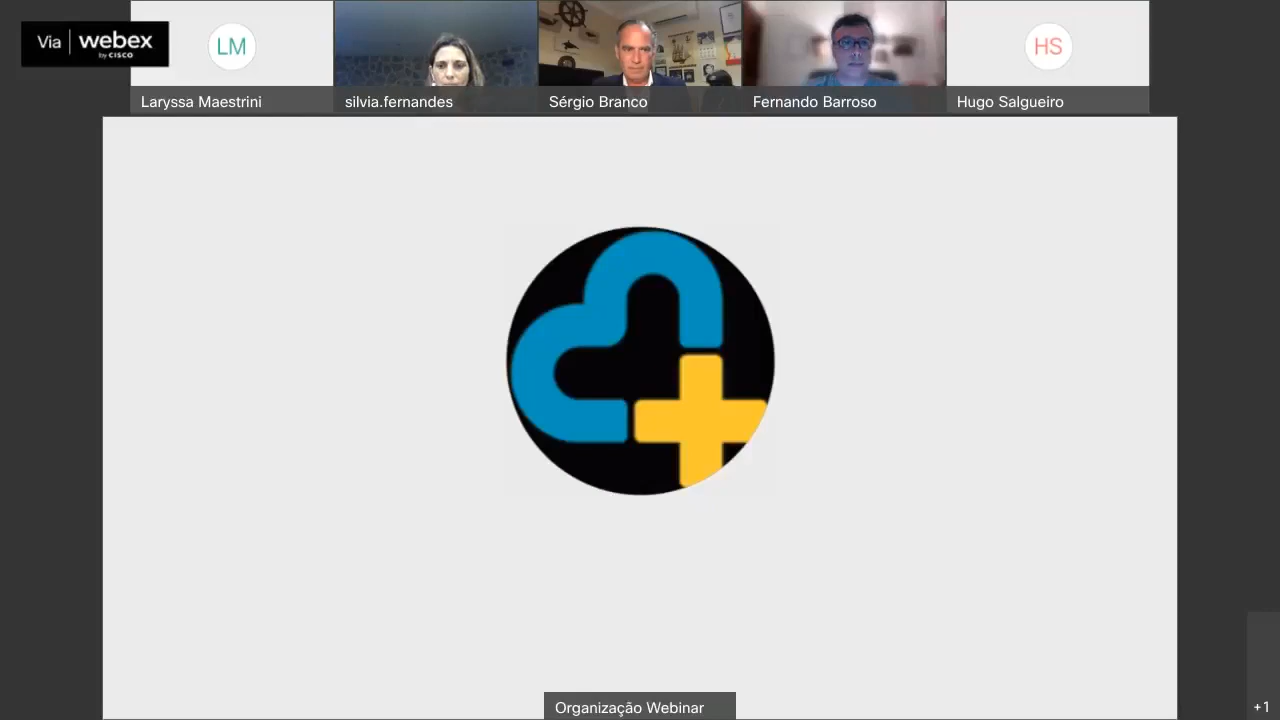 Via webex
by CISCO
LM
Laryssa Maestrini
silvia.fernandes
Sérgio Branco
Fernando Barroso
HS
Hugo Salgueiro
Organização Webinar
+1